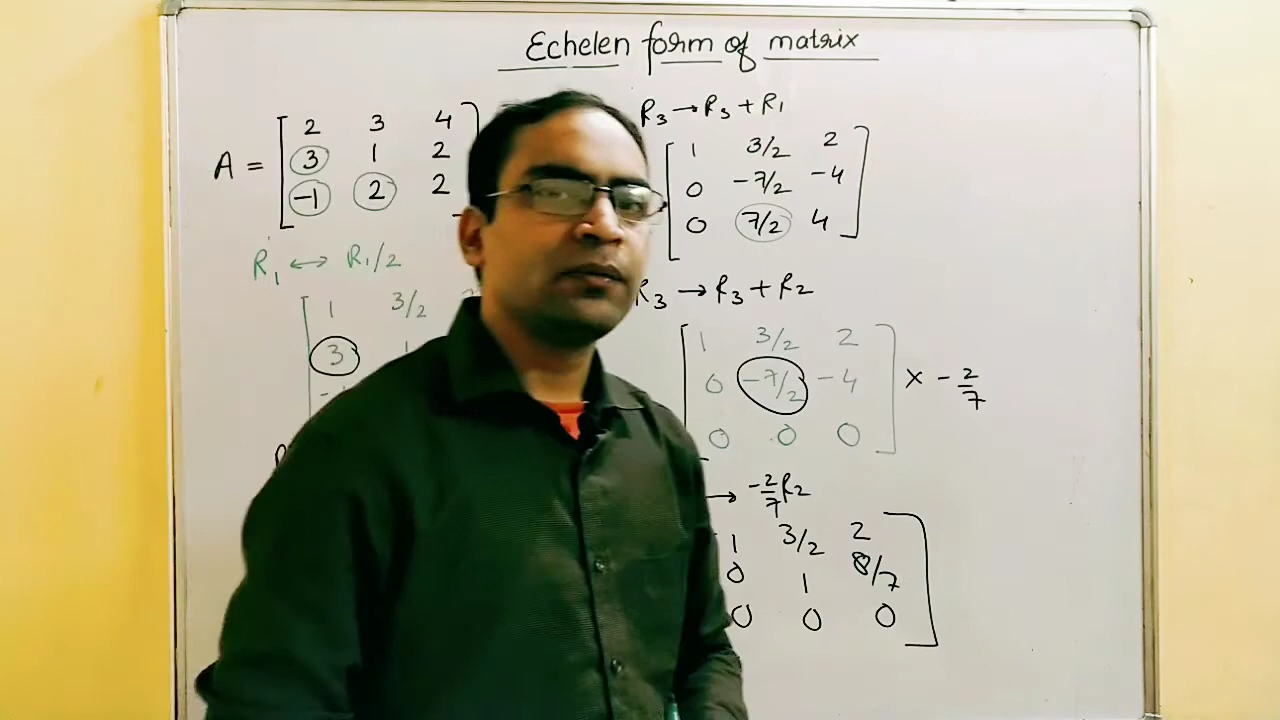 Echelen form of matrix
A = [ 2 3 4
3 1 2
-1 2 2
R₁ ↔ R₁/2
[ 1 3/2
3
R₃ → R₃ + R₁
[ 1 3/2 2
0 -7/2 -4
0 7/2 4 ]
R₃ → R₃ + R₂
[ 1 3/2 2
0 -7/2 -4
0 0 0 ] × -2/7
→ -2/7 R₂
1 3/2 2
0 1 8/7
0 0 0 ]